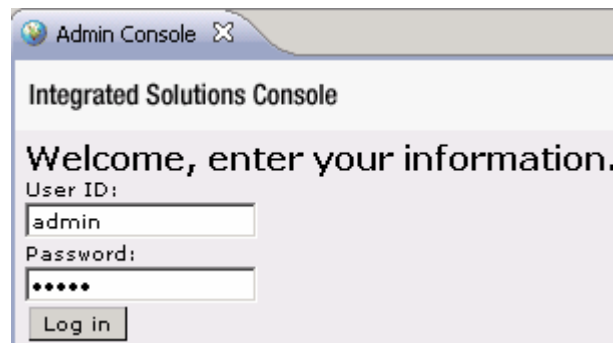 Admin Console
Integrated Solutions Console
Welcome, enter your information.
User ID:
admin
Password:
•••••
Log in